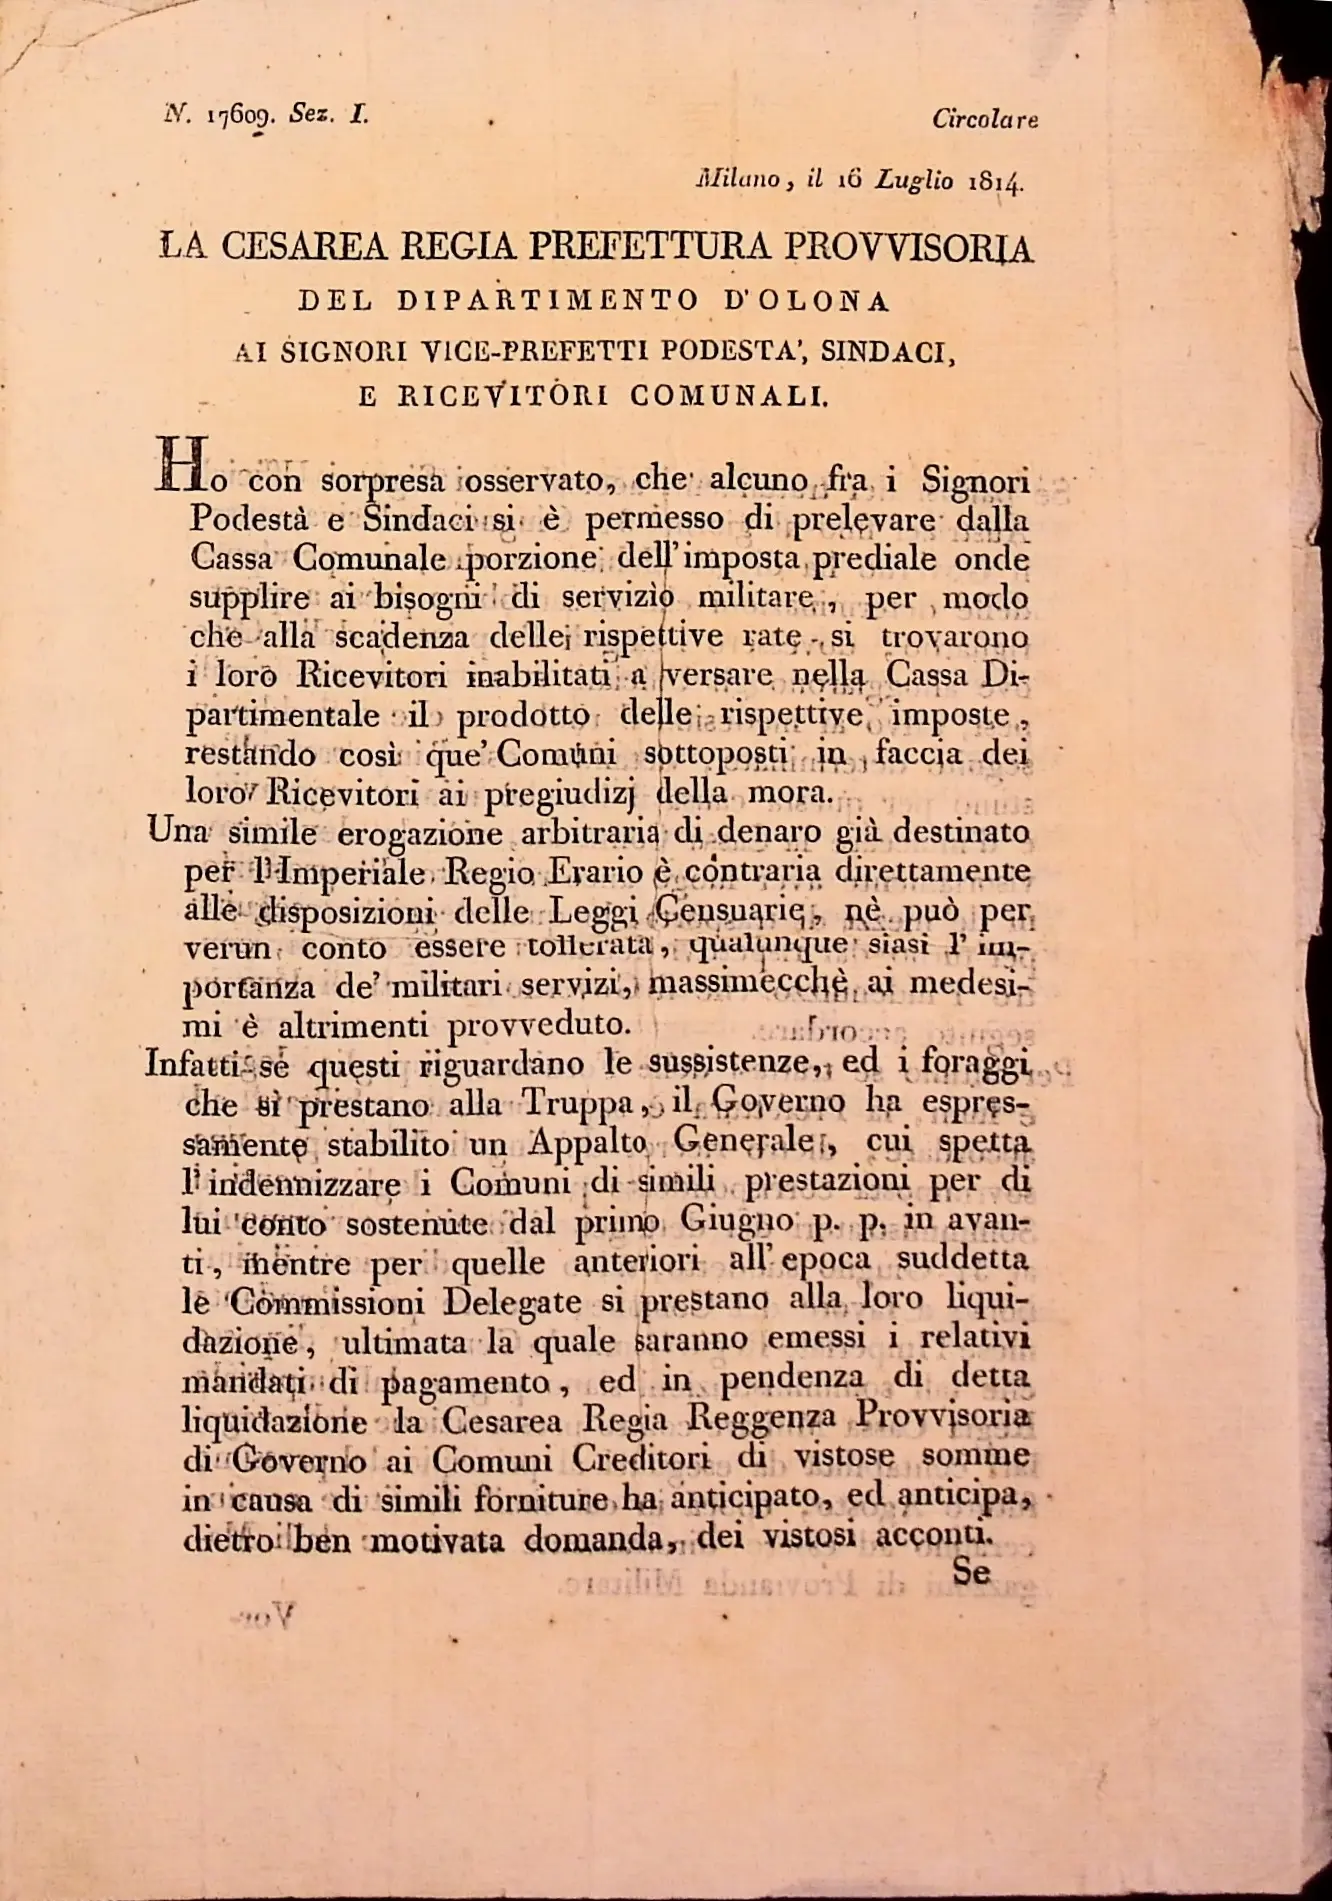 N. 17609. Sez. I.
Circolare
Milano, il 16 Luglio 1814.
LA CESAREA REGIA PREFETTURA PROVVISORIA
DEL DIPARTIMENTO D'OLONA
AI SIGNORI VICE-PREFETTI PODESTA', SINDACI,
E RICEVITORI COMUNALI.
Ho con sorpresa osservato, che alcuno fra i Signori
Podestà e Sindaci si è permesso di prelevare dalla
Cassa Comunale porzione dell'imposta prediale onde
supplire ai bisogni di servizio militare, per modo
che alla scadenza delle rispettive rate si trovarono
i loro Ricevitori inabilitati a versare nella Cassa Di-
partimentale il prodotto delle rispettive imposte,
restando così que' Comuni sottoposti in faccia dei
loro Ricevitori ai pregiudizj della mora.
Una simile erogazione arbitraria di denaro già destinato
per l'Imperiale Regio Erario è contraria direttamente
alle disposizioni delle Leggi Censuarie, nè può per
verun conto essere tollerata, qualunque siasi l'im-
portanza de' militari servizi, massimecchè ai medesi-
mi è altrimenti provveduto.
Infatti se questi riguardano le sussistenze, ed i foraggi
che si prestano alla Truppa, il Governo ha espres-
samente stabilito un Appalto Generale, cui spetta
l'indennizzare i Comuni di simili prestazioni per di
lui conto sostenute dal primo Giugno p. p. in avan-
ti, mentre per quelle anteriori all'epoca suddetta
le Commissioni Delegate si prestano alla loro liqui-
dazione, ultimata la quale saranno emessi i relativi
mandati di pagamento, ed in pendenza di detta
liquidazione la Cesarea Regia Reggenza Provvisoria
di Governo ai Comuni Creditori di vistose somme
in causa di simili forniture ha anticipato, ed anticipa,
dietro ben motivata domanda, dei vistosi acconti.
Se